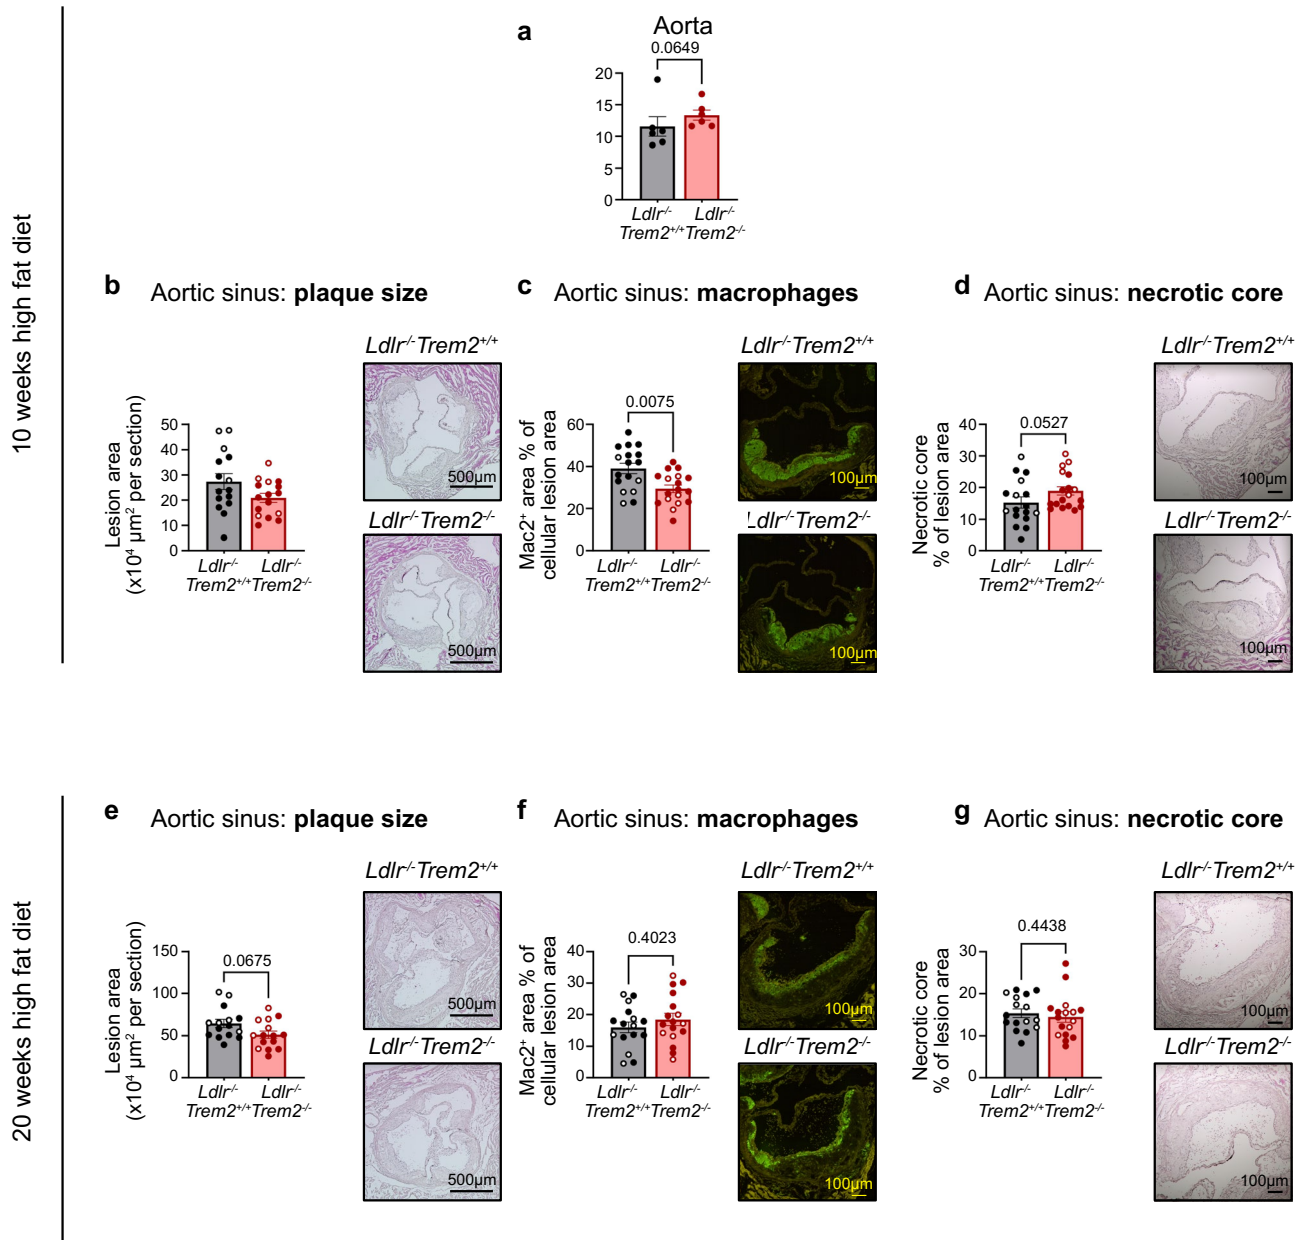 10 weeks high fat diet
a
Aorta
0.0649
20
15
10
5
0
Ldlr-/- Ldlr-/-
Trem2+/+ Trem2-/-
b Aortic sinus: plaque size
Lesion area
(x10⁴ µm² per section)
50
40
30
20
10
0
Ldlr-/- Ldlr-/-
Trem2+/+ Trem2-/-
Ldlr-/-Trem2+/+
500µm
Ldlr-/-Trem2-/-
500µm
c Aortic sinus: macrophages
Mac2+ area % of
cellular lesion area
0.0075
60
40
20
0
Ldlr-/- Ldlr-/-
Trem2+/+ Trem2-/-
Ldlr-/-Trem2+/+
100µm
Ldlr-/-Trem2-/-
100µm
d Aortic sinus: necrotic core
Necrotic core
% of lesion area
0.0527
40
30
20
10
0
Ldlr-/- Ldlr-/-
Trem2+/+ Trem2-/-
Ldlr-/-Trem2+/+
100µm
Ldlr-/-Trem2-/-
100µm
20 weeks high fat diet
e Aortic sinus: plaque size
Lesion area
(x10⁴ µm² per section)
0.0675
150
100
50
0
Ldlr-/- Ldlr-/-
Trem2+/+ Trem2-/-
Ldlr-/-Trem2+/+
500µm
Ldlr-/-Trem2-/-
500µm
f Aortic sinus: macrophages
Mac2+ area % of
cellular lesion area
0.4023
40
30
20
10
0
Ldlr-/- Ldlr-/-
Trem2+/+ Trem2-/-
Ldlr-/-Trem2+/+
100µm
Ldlr-/-Trem2-/-
100µm
g Aortic sinus: necrotic core
Necrotic core
% of lesion area
0.4438
30
20
10
0
Ldlr-/- Ldlr-/-
Trem2+/+ Trem2-/-
Ldlr-/-Trem2+/+
100µm
Ldlr-/-Trem2-/-
100µm